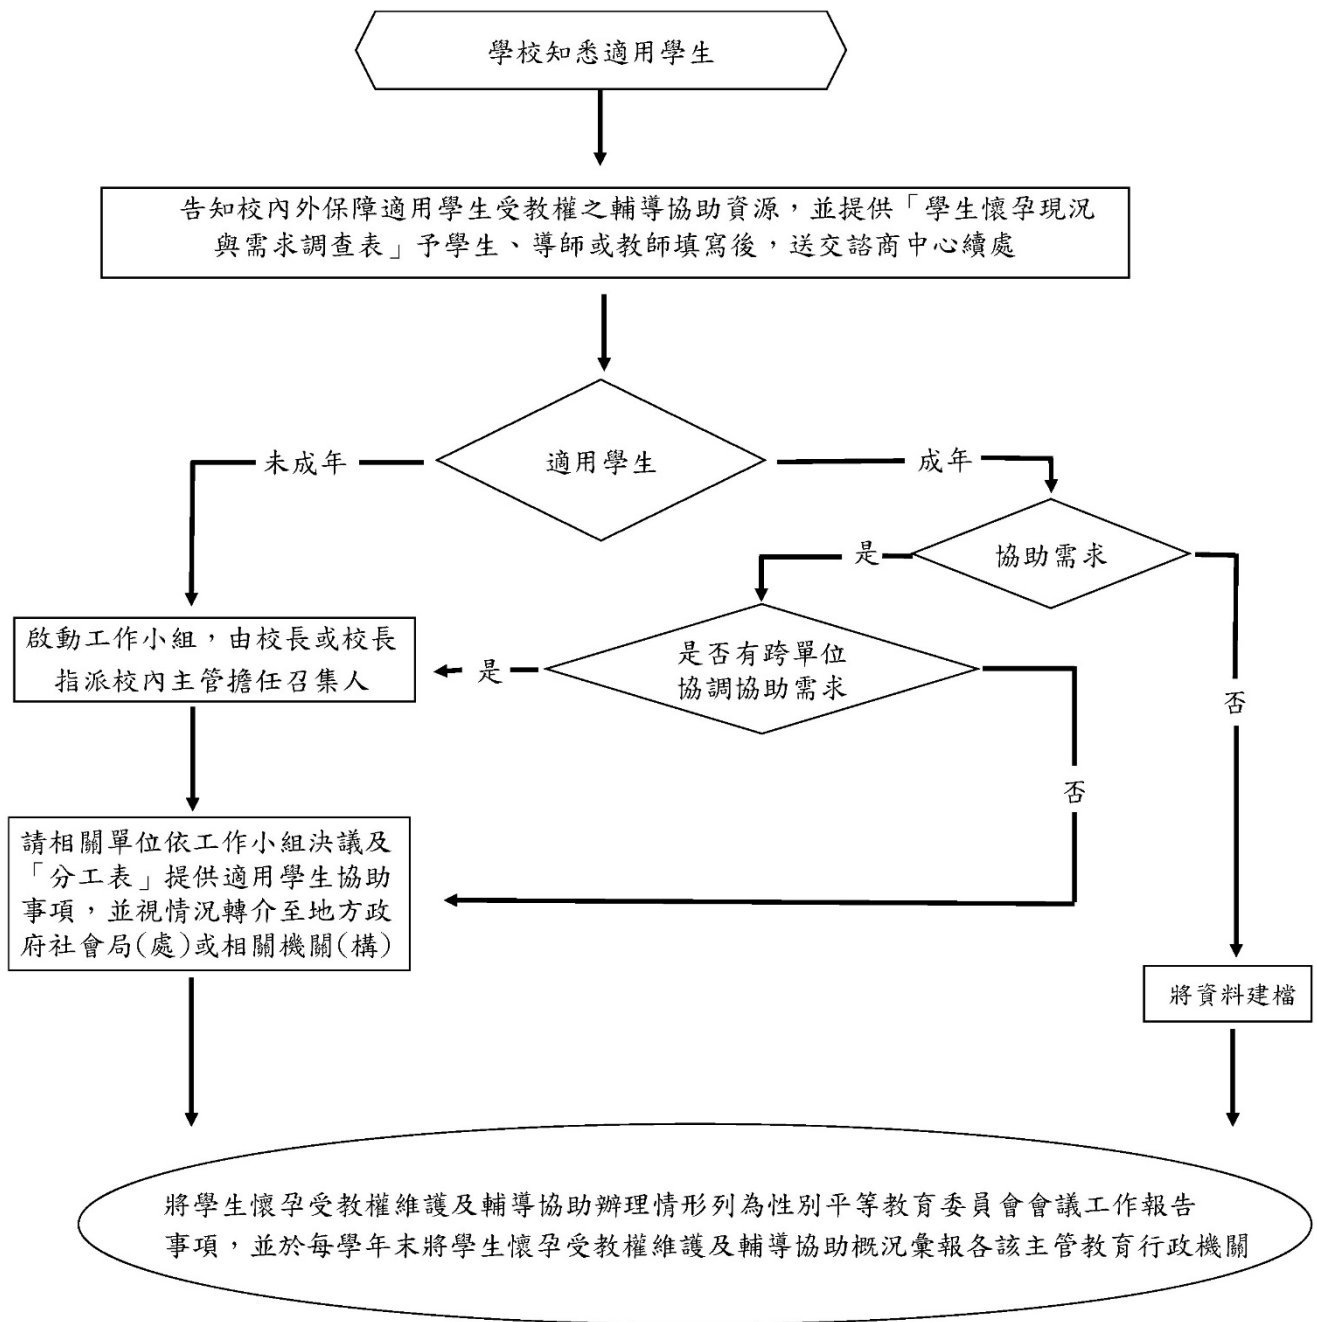 學校知悉適用學生
告知校內外保障適用學生受教權之輔導協助資源，並提供「學生懷孕現況
與需求調查表」予學生、導師或教師填寫後，送交諮商中心續處
適用學生
未成年
成年
協助需求
是
否
是否有跨單位
協調協助需求
是
否
啟動工作小組，由校長或校長
指派校內主管擔任召集人
請相關單位依工作小組決議及
「分工表」提供適用學生協助
事項，並視情況轉介至地方政
府社會局(處)或相關機關(構)
將資料建檔
將學生懷孕受教權維護及輔導協助辦理情形列為性別平等教育委員會會議工作報告
事項，並於每學年末將學生懷孕受教權維護及輔導協助概況彙報各該主管教育行政機關